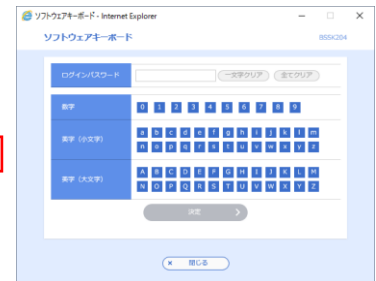 ソフトウェアキーボード - Internet Explorer
ソフトウェアキーボード BSSK204
ログインパスワード 一文字クリア 全てクリア
数字 0 1 2 3 4 5 6 7 8 9
英字（小文字） a b c d e f g h i j k l m
n o p q r s t u v w x y z
英字（大文字） A B C D E F G H I J K L M
N O P Q R S T U V W X Y Z
決定
× 閉じる